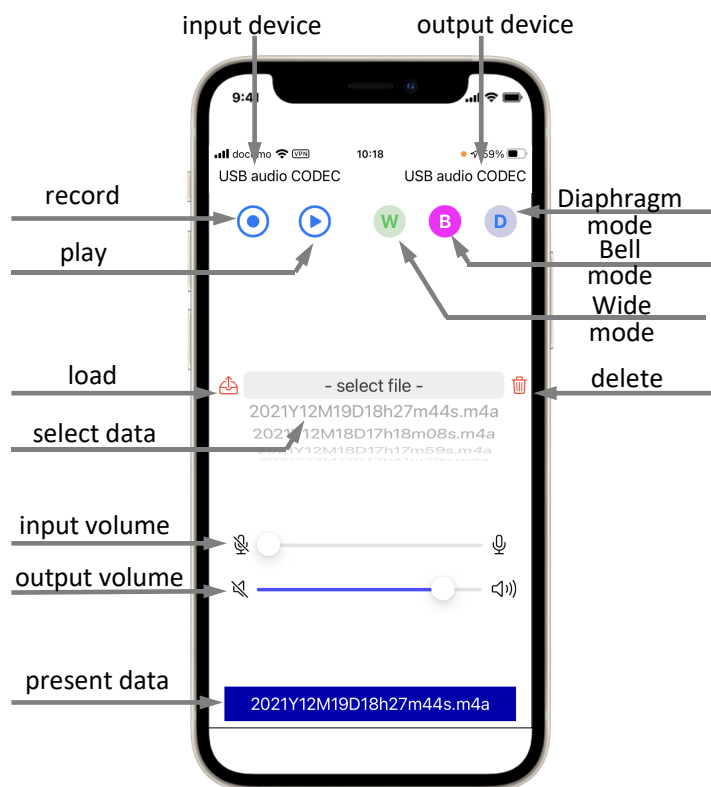 input device
output device
9:41
docomo VPN
10:18
59%
USB audio CODEC
USB audio CODEC
record
W
B
D
Diaphragm
mode
play
Bell
mode
Wide
mode
load
- select file -
delete
2021Y12M19D18h27m44s.m4a
select data
2021Y12M18D17h18m08s.m4a
2021Y12M18D17h17m59s.m4a
input volume
output volume
present data
2021Y12M19D18h27m44s.m4a